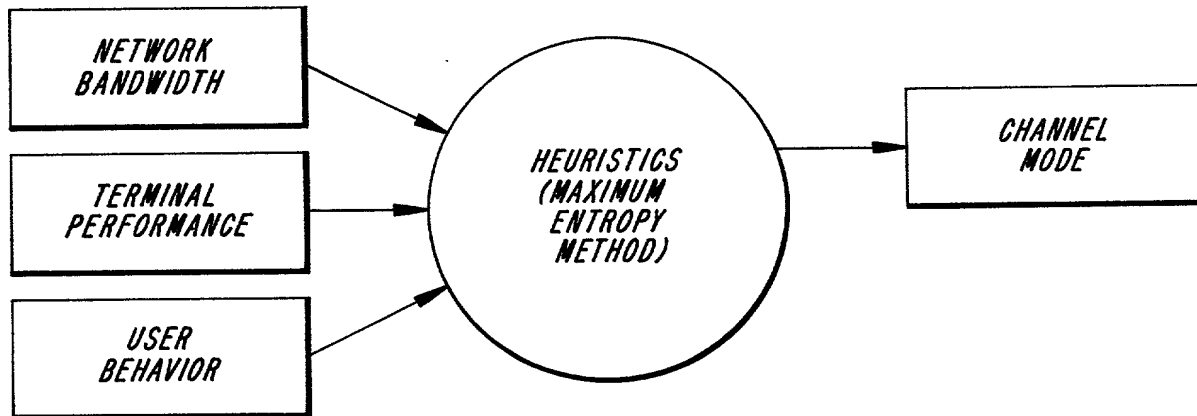 NETWORK
BANDWIDTH
TERMINAL
PERFORMANCE
USER
BEHAVIOR
HEURISTICS
(MAXIMUM
ENTROPY
METHOD)
CHANNEL
MODE